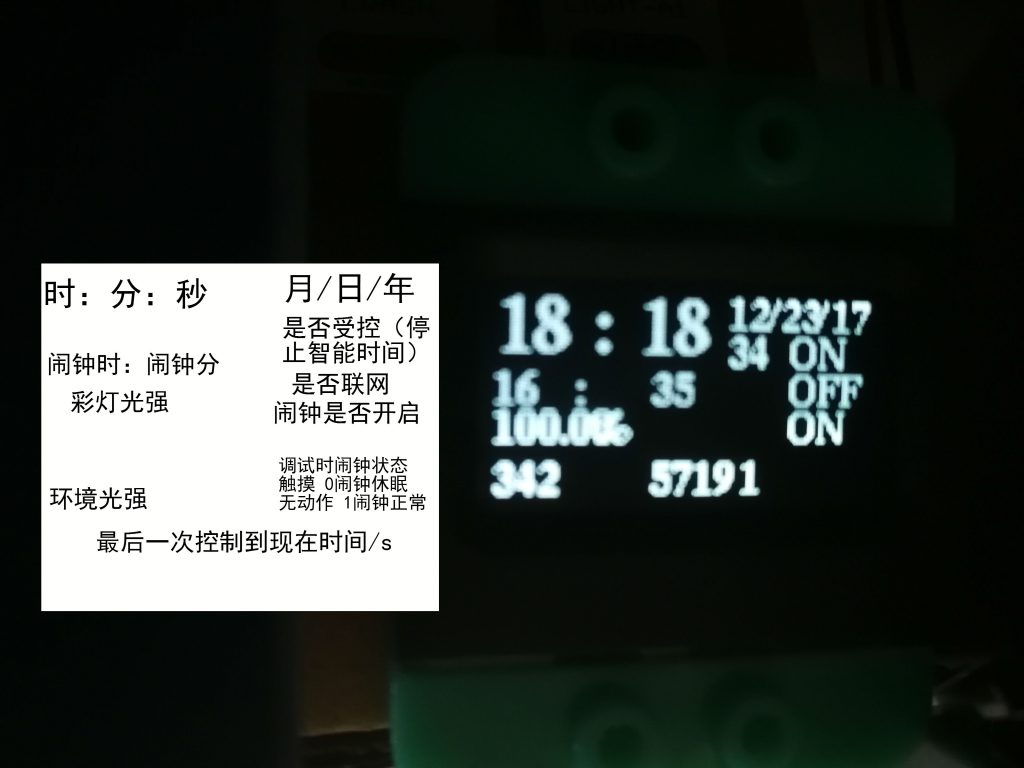 时：分：秒
月/日/年
是否受控（停
止智能时间）
闹钟时：闹钟分
是否联网
彩灯光强
闹钟是否开启
调试时闹钟状态
触摸 0闹钟休眠
环境光强
无动作 1闹钟正常
最后一次控制到现在时间/s
18 : 18
12/23/17
34 ON
16 : 35
OFF
100.0%
ON
342
57191